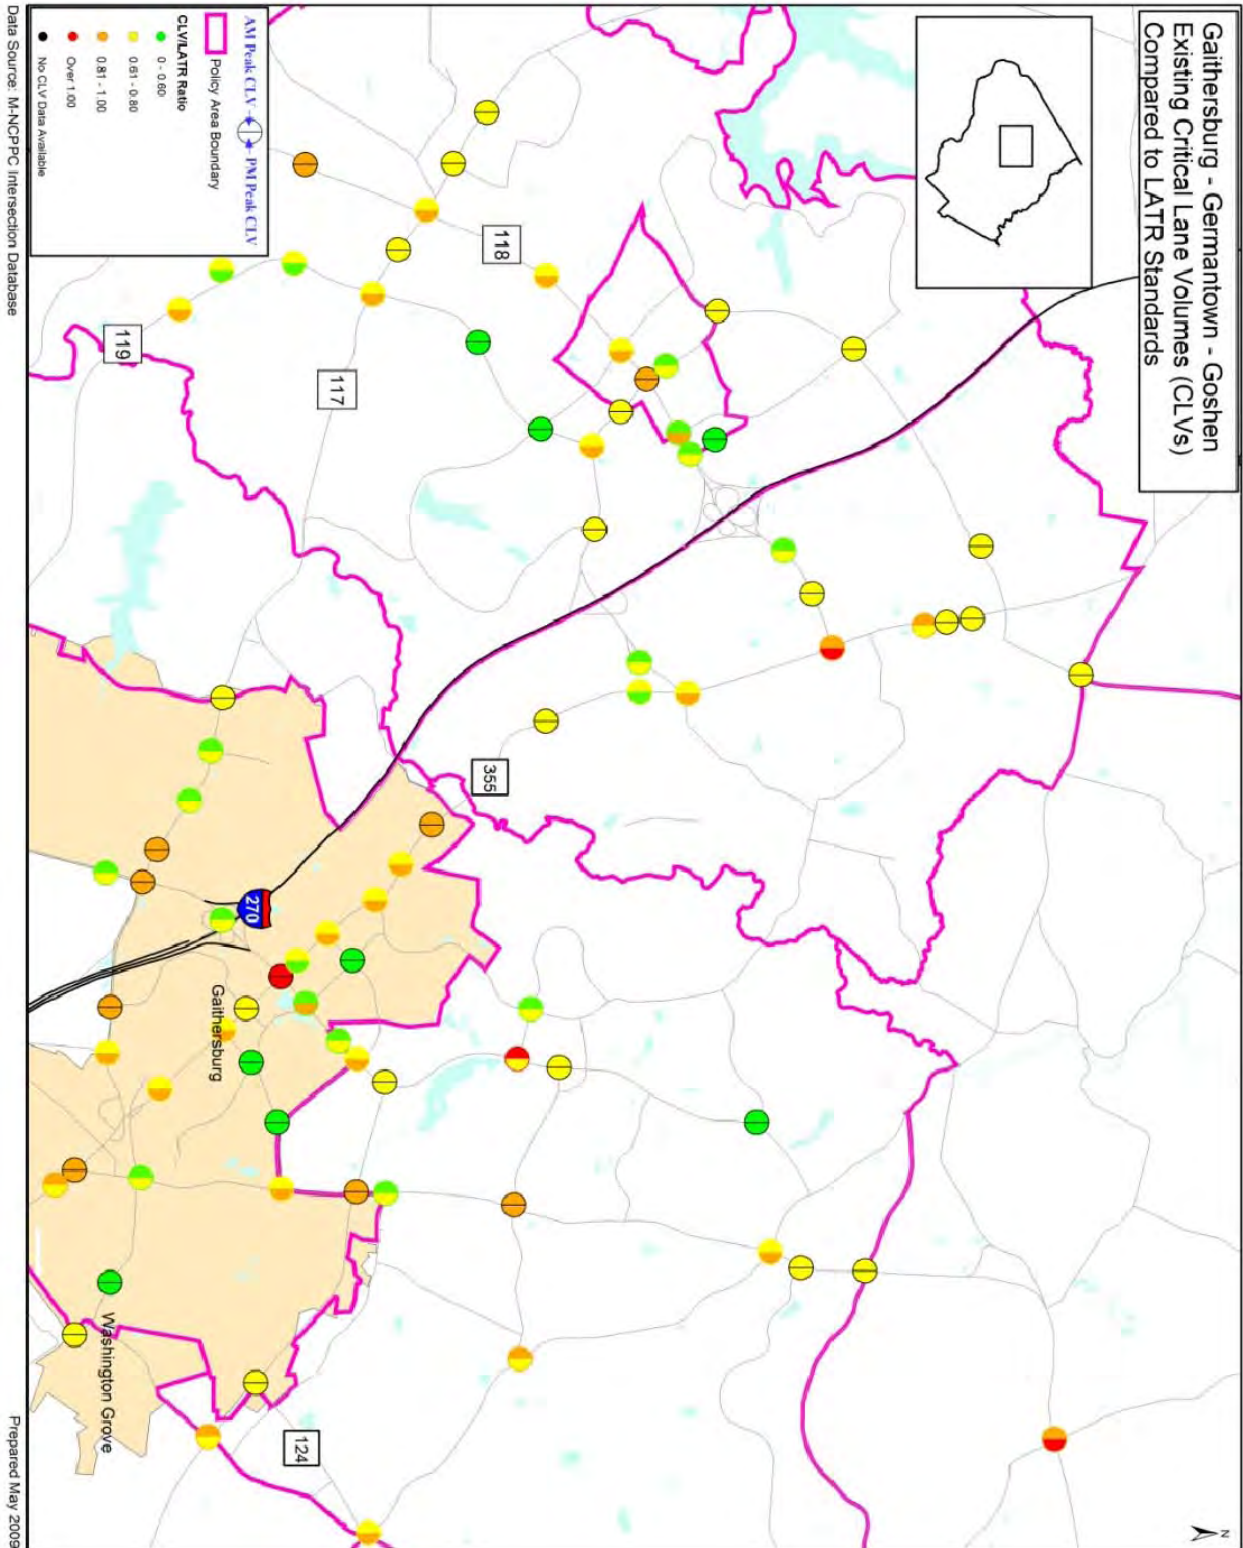 Gaithersburg - Germantown - Goshen
Existing Critical Lane Volumes (CLVs)
Compared to LATR Standards
N
118
119
117
355
270
124
Gaithersburg
Washington Grove
AM Peak CLV
PM Peak CLV
Policy Area Boundary
CLV/LATR Ratio
0 - 0.60
0.61 - 0.80
0.81 - 1.00
Over 1.00
No CLV Data Available
Data Source: M-NCPPC Intersection Database
Prepared May 2009